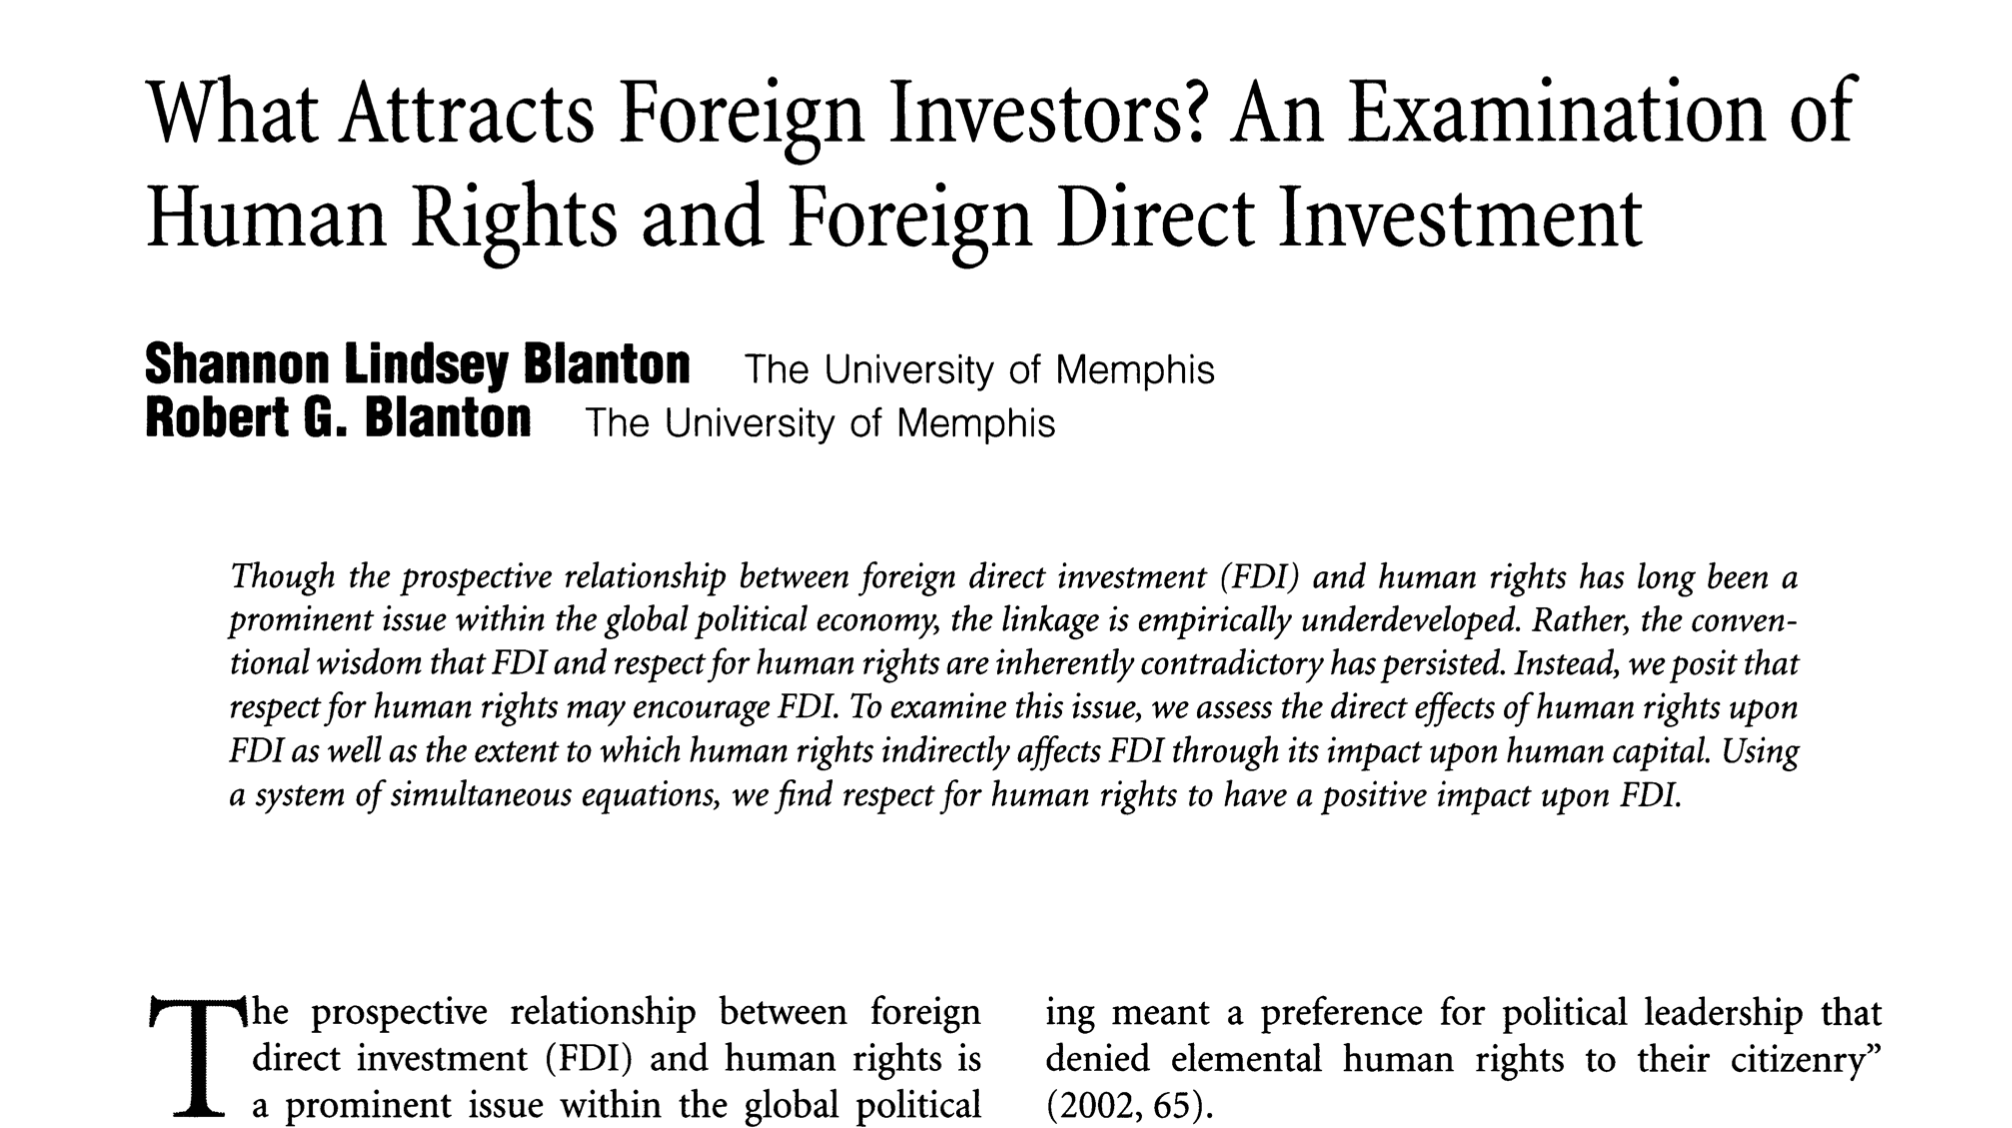 What Attracts Foreign Investors? An Examination of
Human Rights and Foreign Direct Investment
Shannon Lindsey Blanton The University of Memphis
Robert G. Blanton The University of Memphis
Though the prospective relationship between foreign direct investment (FDI) and human rights has long been a
prominent issue within the global political economy, the linkage is empirically underdeveloped. Rather, the conven-
tional wisdom that FDI and respect for human rights are inherently contradictory has persisted. Instead, we posit that
respect for human rights may encourage FDI. To examine this issue, we assess the direct effects of human rights upon
FDI as well as the extent to which human rights indirectly affects FDI through its impact upon human capital. Using
a system of simultaneous equations, we find respect for human rights to have a positive impact upon FDI.
The prospective relationship between foreign
direct investment (FDI) and human rights is
a prominent issue within the global political
ing meant a preference for political leadership that
denied elemental human rights to their citizenry”
(2002, 65).